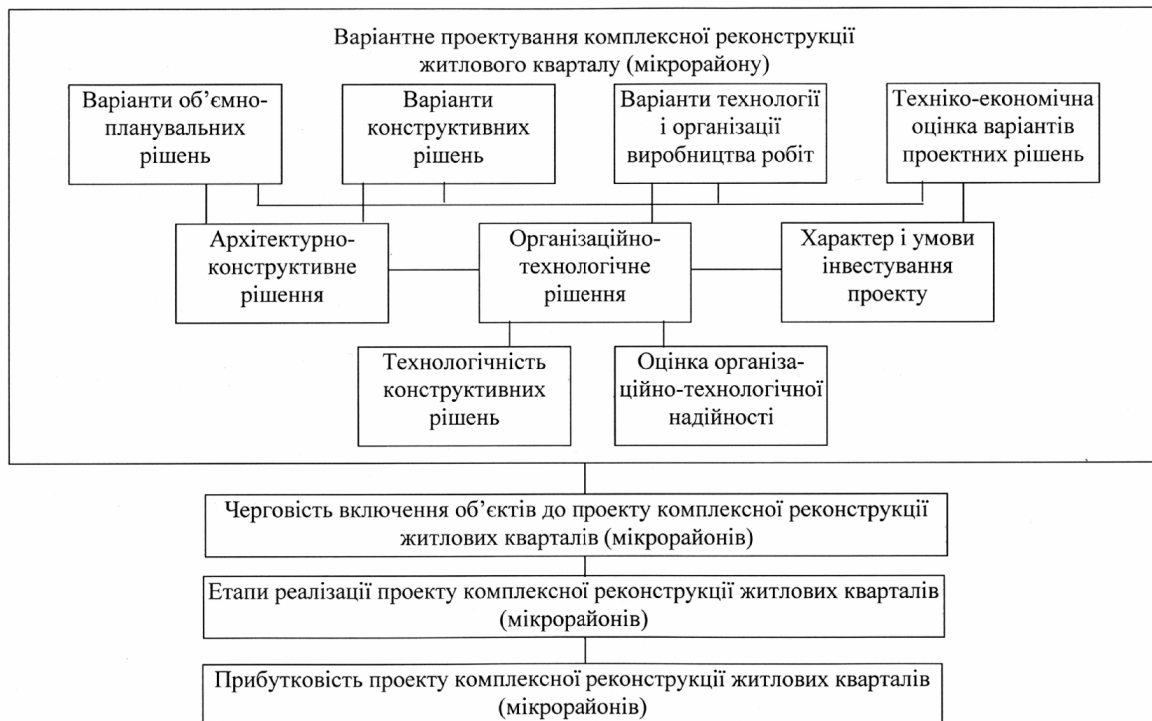 Варіантне проектування комплексної реконструкції
житлового кварталу (мікрорайону)
Варіанти об’ємно-
планувальних
рішень
Варіанти
конструктивних
рішень
Варіанти технології
і організації
виробництва робіт
Техніко-економічна
оцінка варіантів
проектних рішень
Архітектурно-
конструктивне
рішення
Організаційно-
технологічне
рішення
Характер і умови
інвестування
проекту
Технологічність
конструктивних
рішень
Оцінка організа-
ційно-технологічної
надійності
Черговість включення об’єктів до проекту комплексної реконструкції
житлових кварталів (мікрорайонів)
Етапи реалізації проекту комплексної реконструкції житлових кварталів
(мікрорайонів)
Прибутковість проекту комплексної реконструкції житлових кварталів
(мікрорайонів)